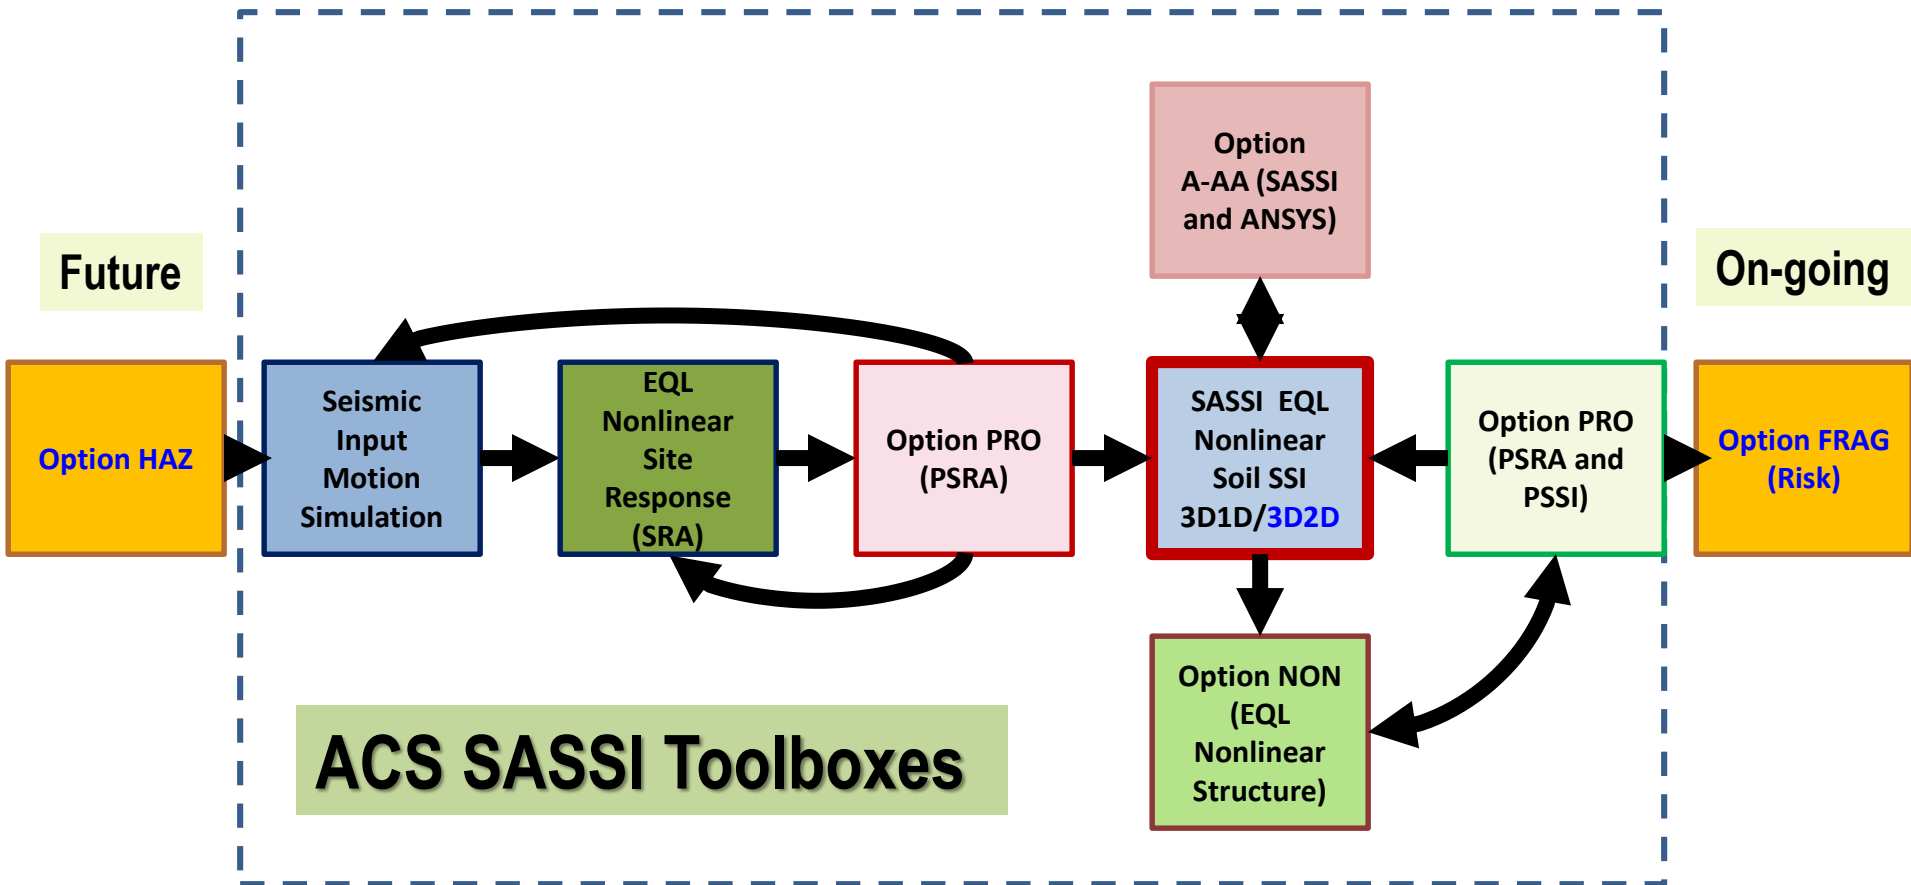 Future
Option HAZ
Seismic
Input
Motion
Simulation
EQL
Nonlinear
Site
Response
(SRA)
Option PRO
(PSRA)
Option
A-AA (SASSI
and ANSYS)
SASSI  EQL
Nonlinear
Soil SSI
3D1D/3D2D
Option NON
(EQL
Nonlinear
Structure)
Option PRO
(PSRA and
PSSI)
On-going
Option FRAG
(Risk)
ACS SASSI Toolboxes